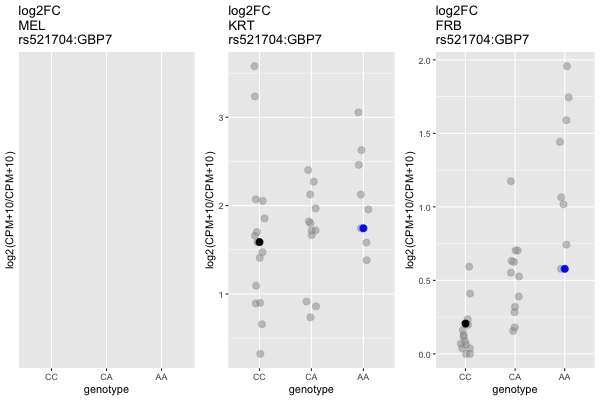 log2FC
MEL
rs521704:GBP7
log2(CPM+10/CPM+10)
CC CA AA
genotype
log2FC
KRT
rs521704:GBP7
log2(CPM+10/CPM+10)
3
2
1
CC CA AA
genotype
log2FC
FRB
rs521704:GBP7
log2(CPM+10/CPM+10)
2.0
1.5
1.0
0.5
0.0
CC CA AA
genotype